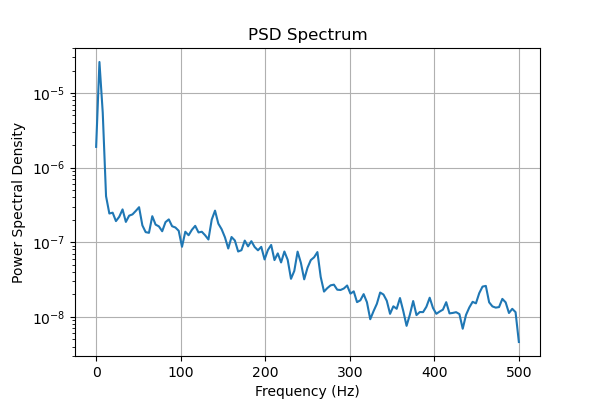 PSD Spectrum
Power Spectral Density
10⁻⁵
10⁻⁶
10⁻⁷
10⁻⁸
0 100 200 300 400 500
Frequency (Hz)